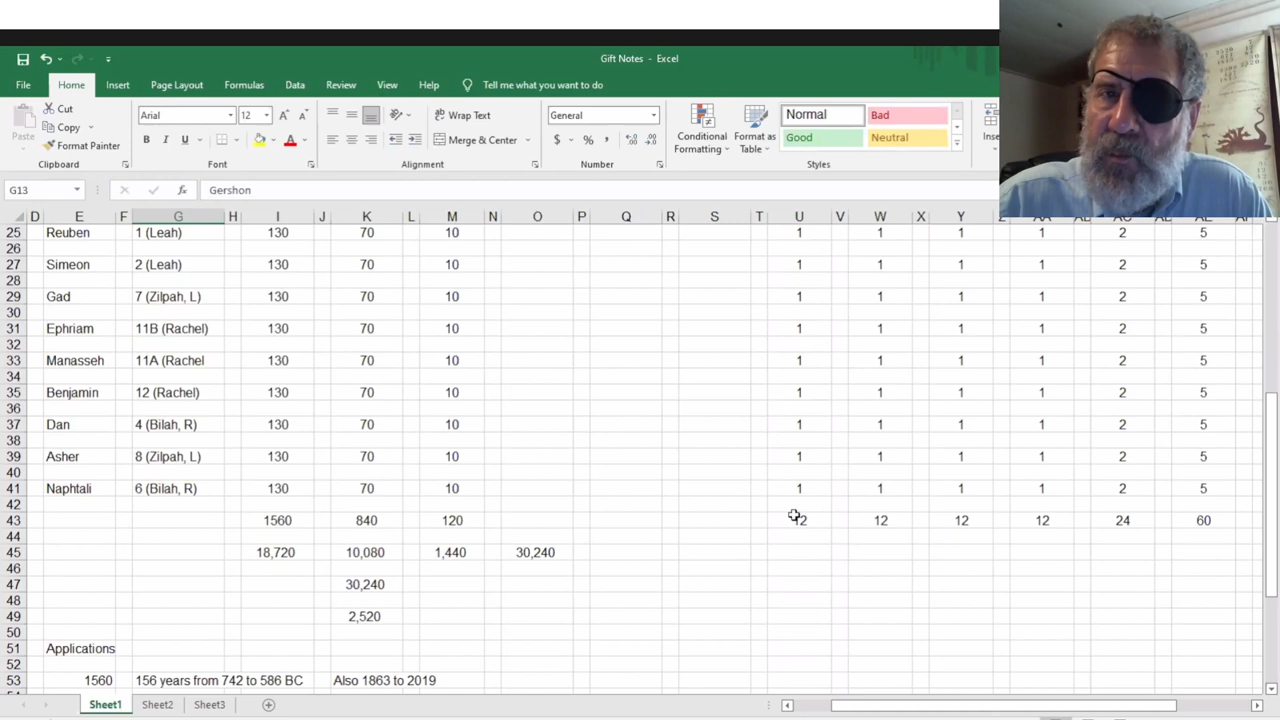 Gift Notes - Excel
File Home Insert Page Layout Formulas Data Review View Help Tell me what you want to do
Cut
Copy
Format Painter
Paste
Arial 12
Wrap Text
Merge & Center
General
Conditional Formatting
Format as Table
Normal Bad
Good Neutral
Clipboard Font Alignment Number Styles
G13 Gershon
D E F G H I J K L M N O P Q R S T U V W X Y
25 Reuben 1 (Leah) 130 70 10 1 1 1 1 2 5
26
27 Simeon 2 (Leah) 130 70 10 1 1 1 1 2 5
28
29 Gad 7 (Zilpah, L) 130 70 10 1 1 1 1 2 5
30
31 Ephriam 11B (Rachel) 130 70 10 1 1 1 1 2 5
32
33 Manasseh 11A (Rachel 130 70 10 1 1 1 1 2 5
34
35 Benjamin 12 (Rachel) 130 70 10 1 1 1 1 2 5
36
37 Dan 4 (Bilah, R) 130 70 10 1 1 1 1 2 5
38
39 Asher 8 (Zilpah, L) 130 70 10 1 1 1 1 2 5
40
41 Naphtali 6 (Bilah, R) 130 70 10 1 1 1 1 2 5
42
43 1560 840 120 12 12 12 12 24 60
44
45 18,720 10,080 1,440 30,240
46
47 30,240
48
49 2,520
50
51 Applications
52
53 1560 156 years from 742 to 586 BC Also 1863 to 2019
Sheet1 Sheet2 Sheet3